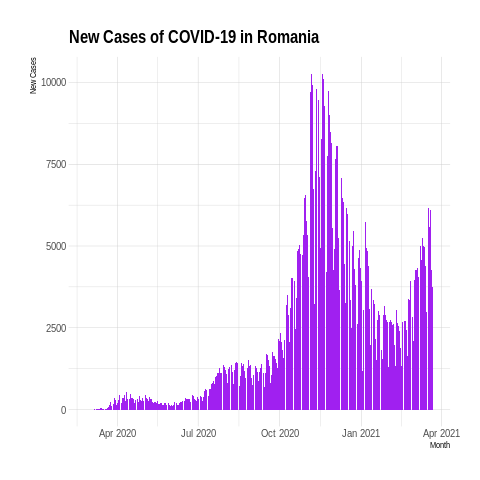 New Cases of COVID-19 in Romania
New Cases
10000
7500
5000
2500
0
Apr 2020 Jul 2020 Oct 2020 Jan 2021 Apr 2021
Month